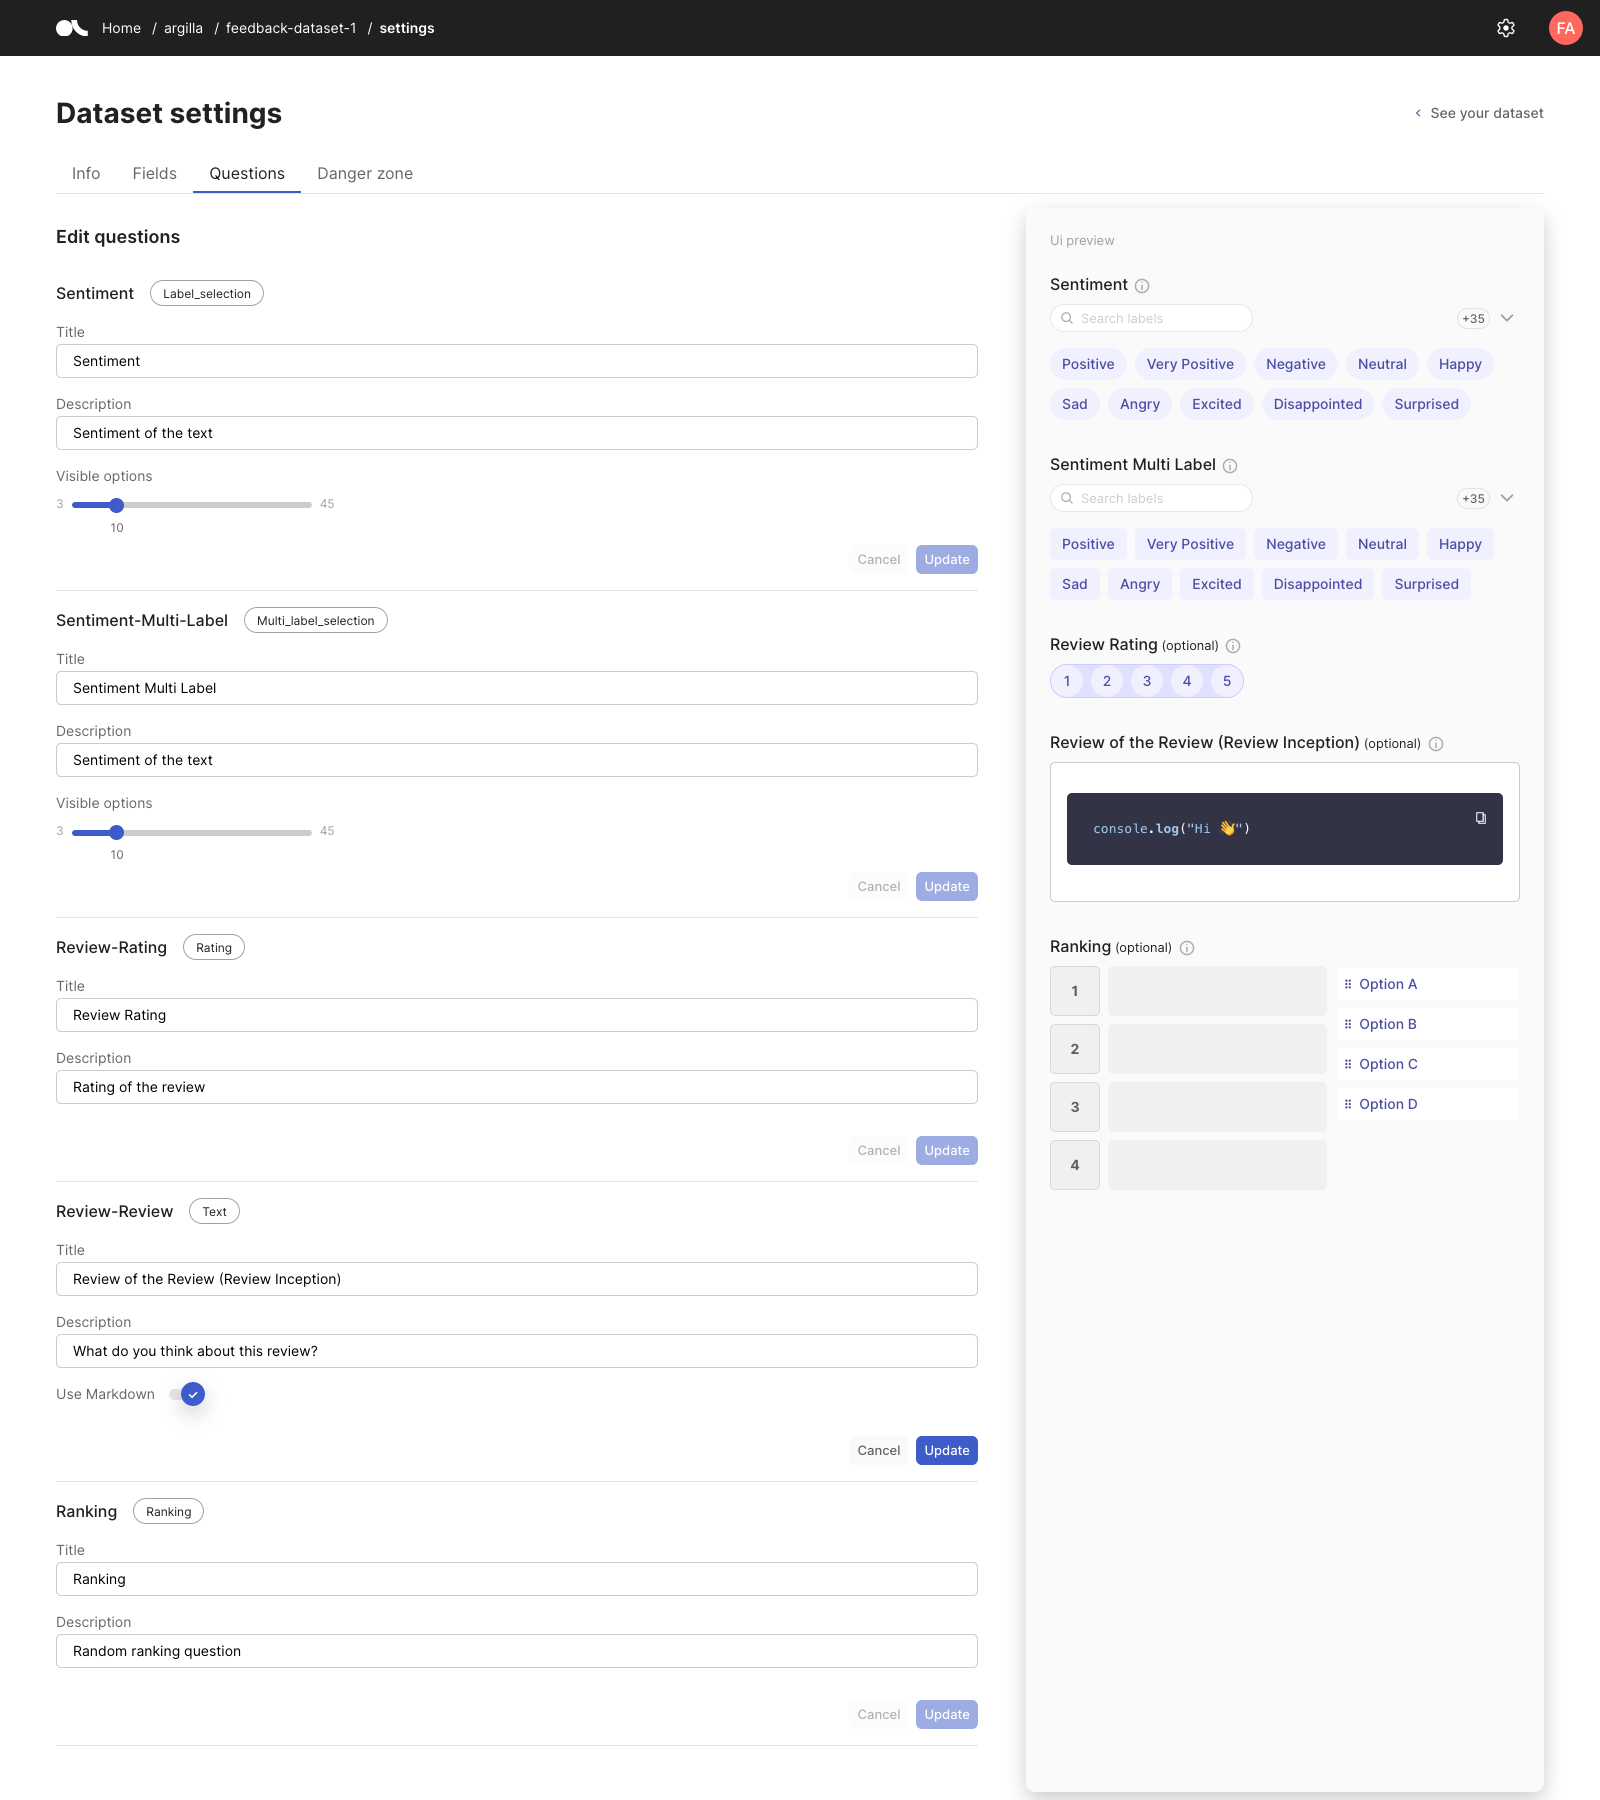 Home / argilla / feedback-dataset-1 / settings
FA
Dataset settings
See your dataset
Info Fields Questions Danger zone
Edit questions
Sentiment Label_selection
Title
Sentiment
Description
Sentiment of the text
Visible options
3 45
10
Cancel Update
Sentiment-Multi-Label Multi_label_selection
Title
Sentiment Multi Label
Description
Sentiment of the text
Visible options
3 45
10
Cancel Update
Review-Rating Rating
Title
Review Rating
Description
Rating of the review
Cancel Update
Review-Review Text
Title
Review of the Review (Review Inception)
Description
What do you think about this review?
Use Markdown
Cancel Update
Ranking Ranking
Title
Ranking
Description
Random ranking question
Cancel Update
Ui preview
Sentiment
Search labels +35
Positive Very Positive Negative Neutral Happy
Sad Angry Excited Disappointed Surprised
Sentiment Multi Label
Search labels +35
Positive Very Positive Negative Neutral Happy
Sad Angry Excited Disappointed Surprised
Review Rating (optional)
1 2 3 4 5
Review of the Review (Review Inception) (optional)
console.log("Hi 👋")
Ranking (optional)
1
2
3
4
Option A
Option B
Option C
Option D